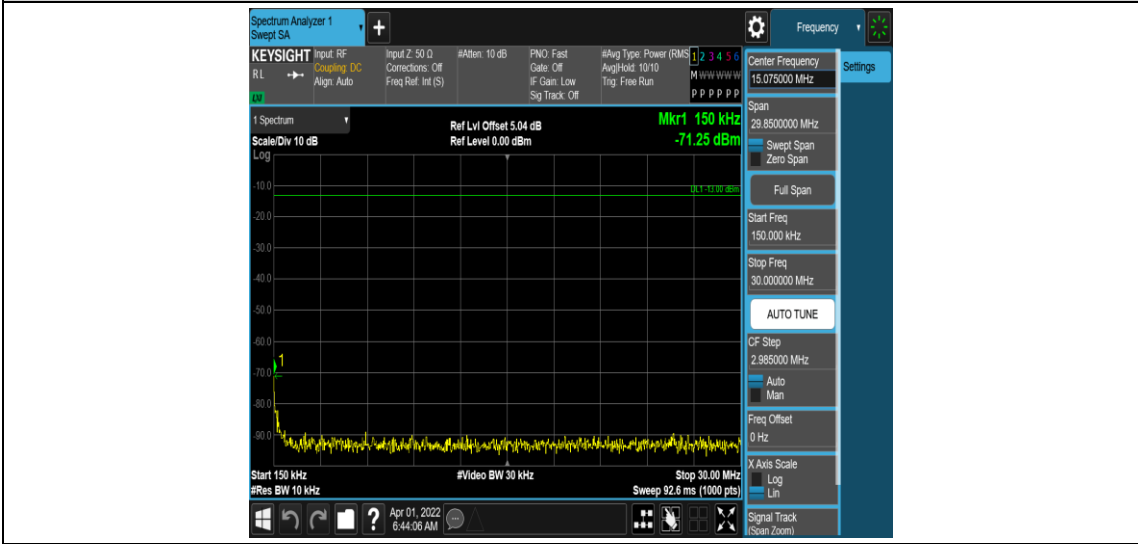 Spectrum Analyzer 1
Swept SA
+
Frequency
KEYSIGHT
RL
LXI
Input: RF
Coupling: DC
Align: Auto
Input Z: 50 Ω
Corrections: Off
Freq Ref: Int (S)
#Atten: 10 dB
PNO: Fast
Gate: Off
IF Gain: Low
Sig Track: Off
#Avg Type: Power (RMS
Avg|Hold: 10/10
Trig: Free Run
1 2 3 4 5 6
M W W W W W
P P P P P P
1 Spectrum
Scale/Div 10 dB
Log
Ref Lvl Offset 5.04 dB
Ref Level 0.00 dBm
Mkr1 150 kHz
-71.25 dBm
DL1 -13.00 dBm
-10.0
-20.0
-30.0
-40.0
-50.0
-60.0
1
-70.0
-80.0
-90.0
Start 150 kHz
#Res BW 10 kHz
#Video BW 30 kHz
Stop 30.00 MHz
Sweep 92.6 ms (1000 pts)
?
Apr 01, 2022
6:44:06 AM
Center Frequency
15.075000 MHz
Settings
Span
29.8500000 MHz
Swept Span
Zero Span
Full Span
Start Freq
150.000 kHz
Stop Freq
30.000000 MHz
AUTO TUNE
CF Step
2.985000 MHz
Auto
Man
Freq Offset
0 Hz
X Axis Scale
Log
Lin
Signal Track
(Span Zoom)